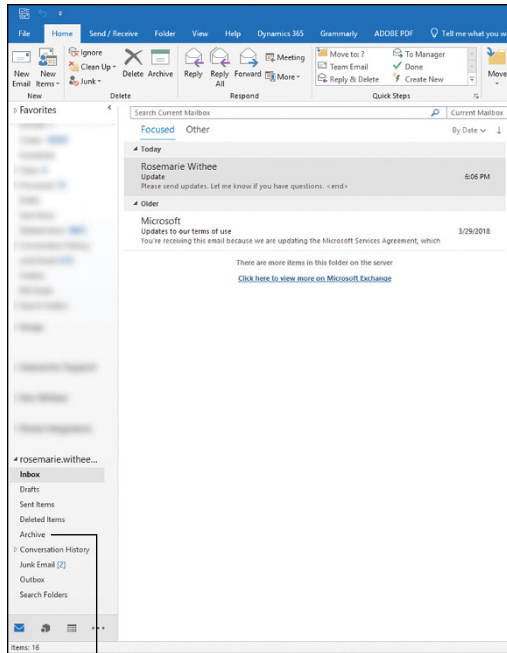 File Home Send / Receive Folder View Help Dynamics 365 Grammarly ADOBE PDF Tell me what you w
New Email
New Items
New
Ignore
Clean Up
Junk
Delete
Archive
Delete
Reply
Reply All
Forward
Meeting
More
Respond
Move to: ?
Team Email
Reply & Delete
To Manager
Done
Create New
Quick Steps
Move
Favorites
Search Current Mailbox
Current Mailbox
Focused Other
By Date
Today
Rosemarie Withee
Update 6:06 PM
Please send updates. Let me know if you have questions. <end>
Older
Microsoft
Updates to our terms of use 3/29/2018
You're receiving this email because we are updating the Microsoft Services Agreement, which
There are more items in this folder on the server
Click here to view more on Microsoft Exchange
rosemarie.withee...
Inbox
Drafts
Sent Items
Deleted Items
Archive
Conversation History
Junk Email [2]
Outbox
Search Folders
Items: 16